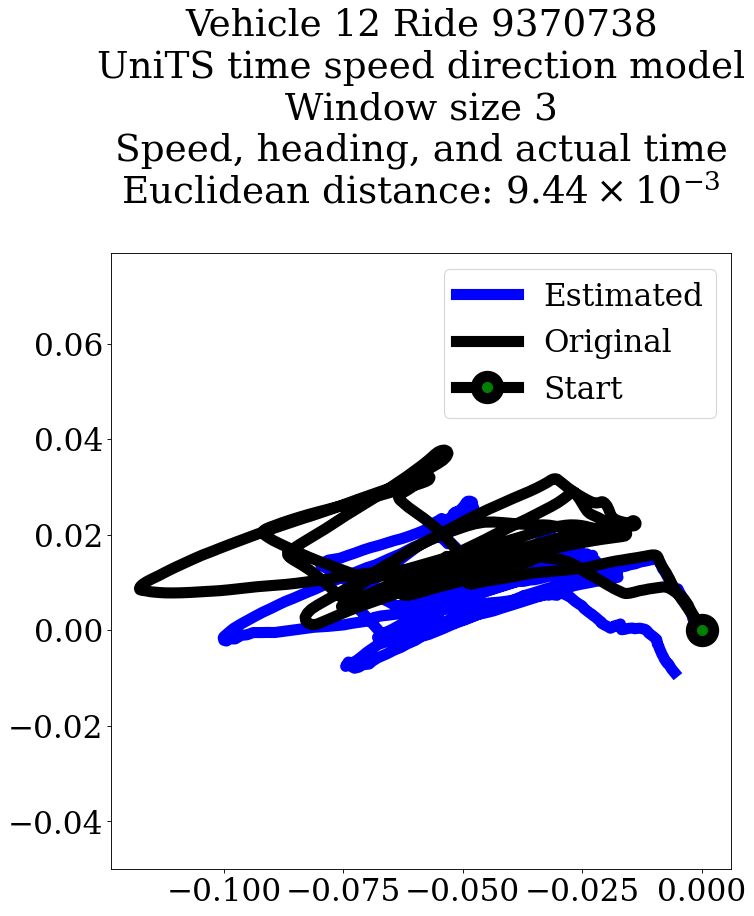 Vehicle 12 Ride 9370738
UniTS time speed direction model
Window size 3
Speed, heading, and actual time
Euclidean distance: 9.44 × 10⁻³
Estimated
Original
Start
0.06
0.04
0.02
0.00
−0.02
−0.04
−0.100 −0.075 −0.050 −0.025 0.000